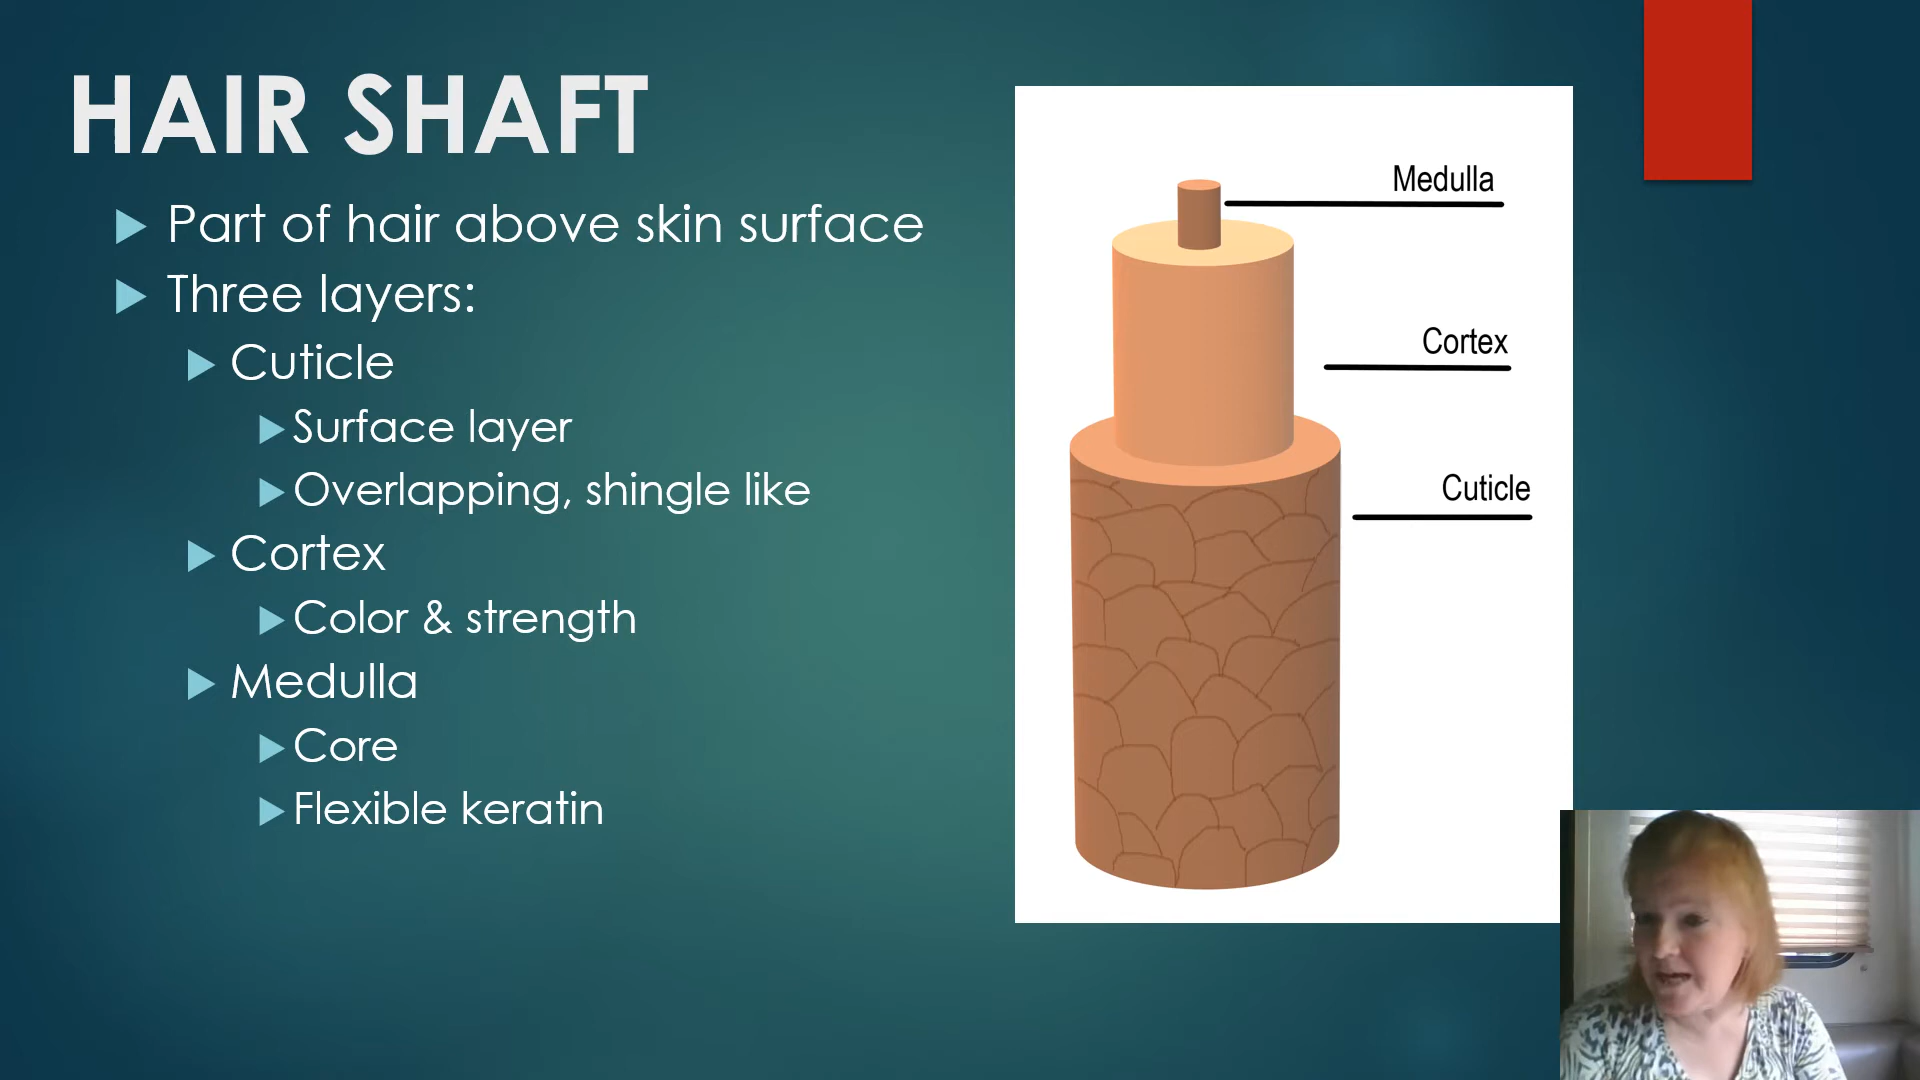 HAIR SHAFT
Part of hair above skin surface
Three layers:
Cuticle
Surface layer
Overlapping, shingle like
Cortex
Color & strength
Medulla
Core
Flexible keratin
Medulla
Cortex
Cuticle